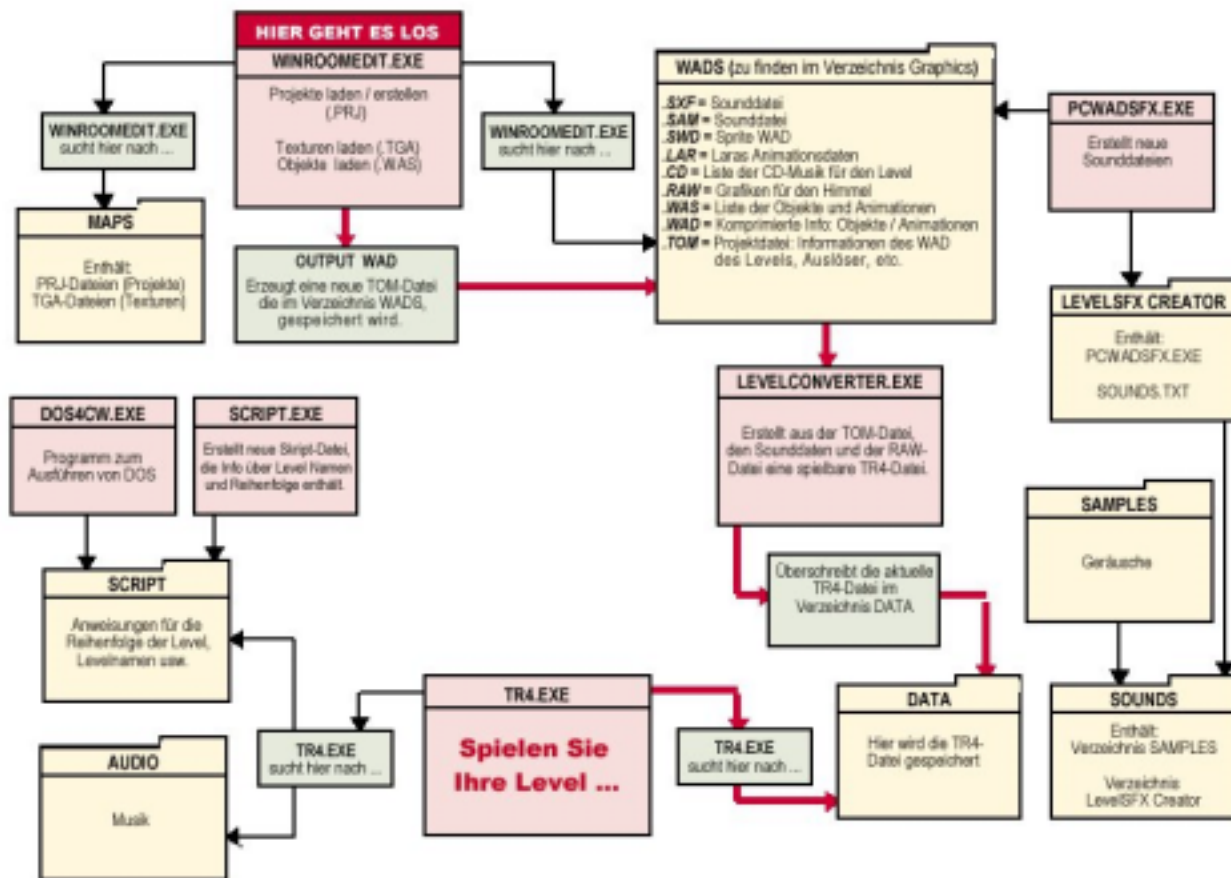 HIER GEHT ES LOS
WINROOMEDIT.EXE
Projekte laden / erstellen
(.PRJ)
Texturen laden (.TGA)
Objekte laden (.WAS)
WINROOMEDIT.EXE
sucht hier nach ...
WINROOMEDIT.EXE
sucht hier nach ...
MAPS
Enthält:
PRJ-Dateien (Projekte)
TGA-Dateien (Texturen)
OUTPUT WAD
Erzeugt eine neue TOM-Datei
die im Verzeichnis WADS,
gespeichert wird.
WADS (zu finden im Verzeichnis Graphics)
.SXF = Sounddatei
.SAM = Sounddatei
.SWD = Sprite WAD
.LAR = Laras Animationsdaten
.CD = Liste der CD-Musik für den Level
.RAW = Grafiken für den Himmel
.WAS = Liste der Objekte und Animationen
.WAD = Komprimierte Info: Objekte / Animationen
.TOM = Projektdatei: Informationen des WAD
des Levels, Auslöser, etc.
PCWADSFX.EXE
Erstellt neue
Sounddateien
LEVELSFX CREATOR
Enthält:
PCWADSFX.EXE
SOUNDS.TXT
LEVELCONVERTER.EXE
Erstellt aus der TOM-Datei,
den Sounddaten und der RAW-
Datei eine spielbare TR4-Datei.
DOS4CW.EXE
Programm zum
Ausführen von DOS
SCRIPT.EXE
Erstellt neue Skript-Datei,
die Info über Level Namen
und Reihenfolge enthält.
SAMPLES
Geräusche
Überschreibt die aktuelle
TR4-Datei im
Verzeichnis DATA
SCRIPT
Anweisungen für die
Reihenfolge der Level,
Levelnamen usw.
TR4.EXE
Spielen Sie
Ihre Level ...
TR4.EXE
sucht hier nach ...
TR4.EXE
sucht hier nach ...
DATA
Hier wird die TR4-
Datei gespeichert
SOUNDS
Enthält:
Verzeichnis SAMPLES
Verzeichnis
LevelSFX Creator
AUDIO
Musik